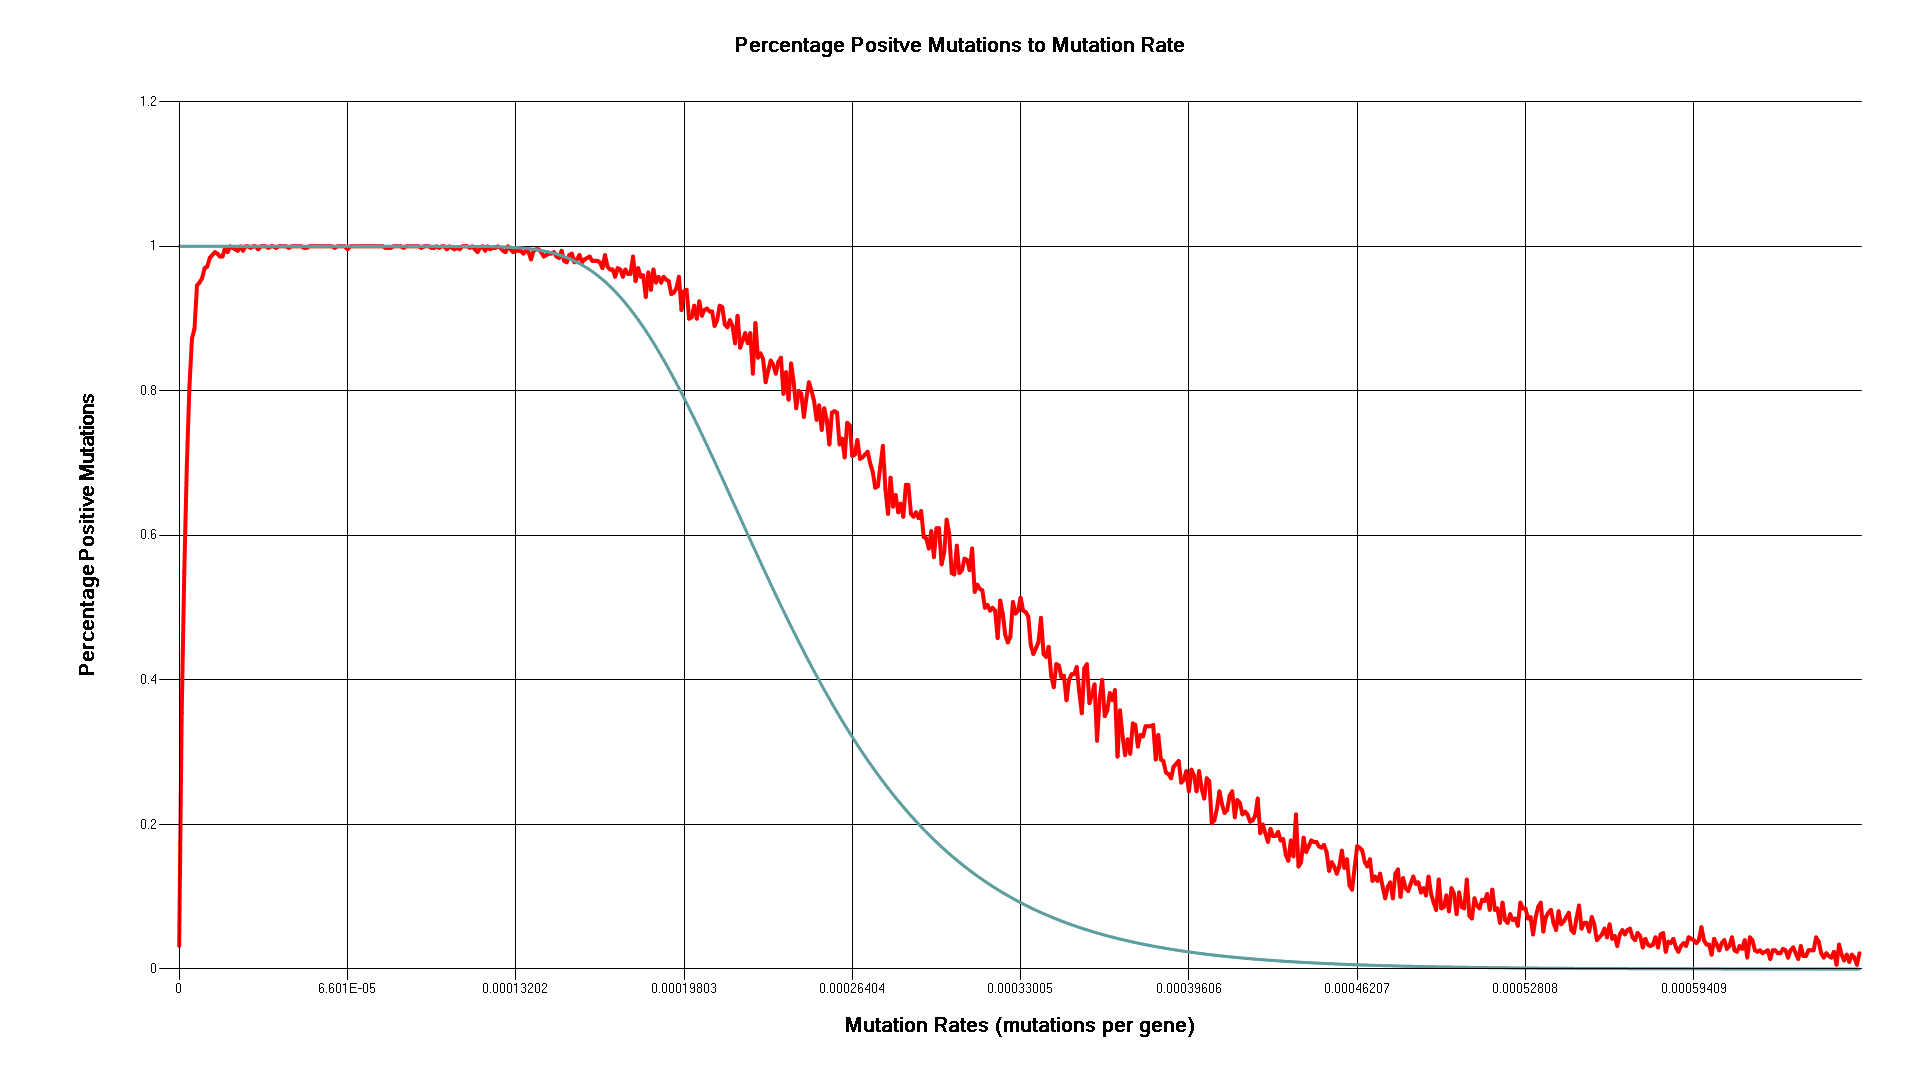 Percentage Positve Mutations to Mutation Rate
1.2
1
0.8
0.6
0.4
0.2
0
Percentage Positive Mutations
0 6.601E-05 0.00013202 0.00019803 0.00026404 0.00033005 0.00039606 0.00046207 0.00052808 0.00059409
Mutation Rates (mutations per gene)